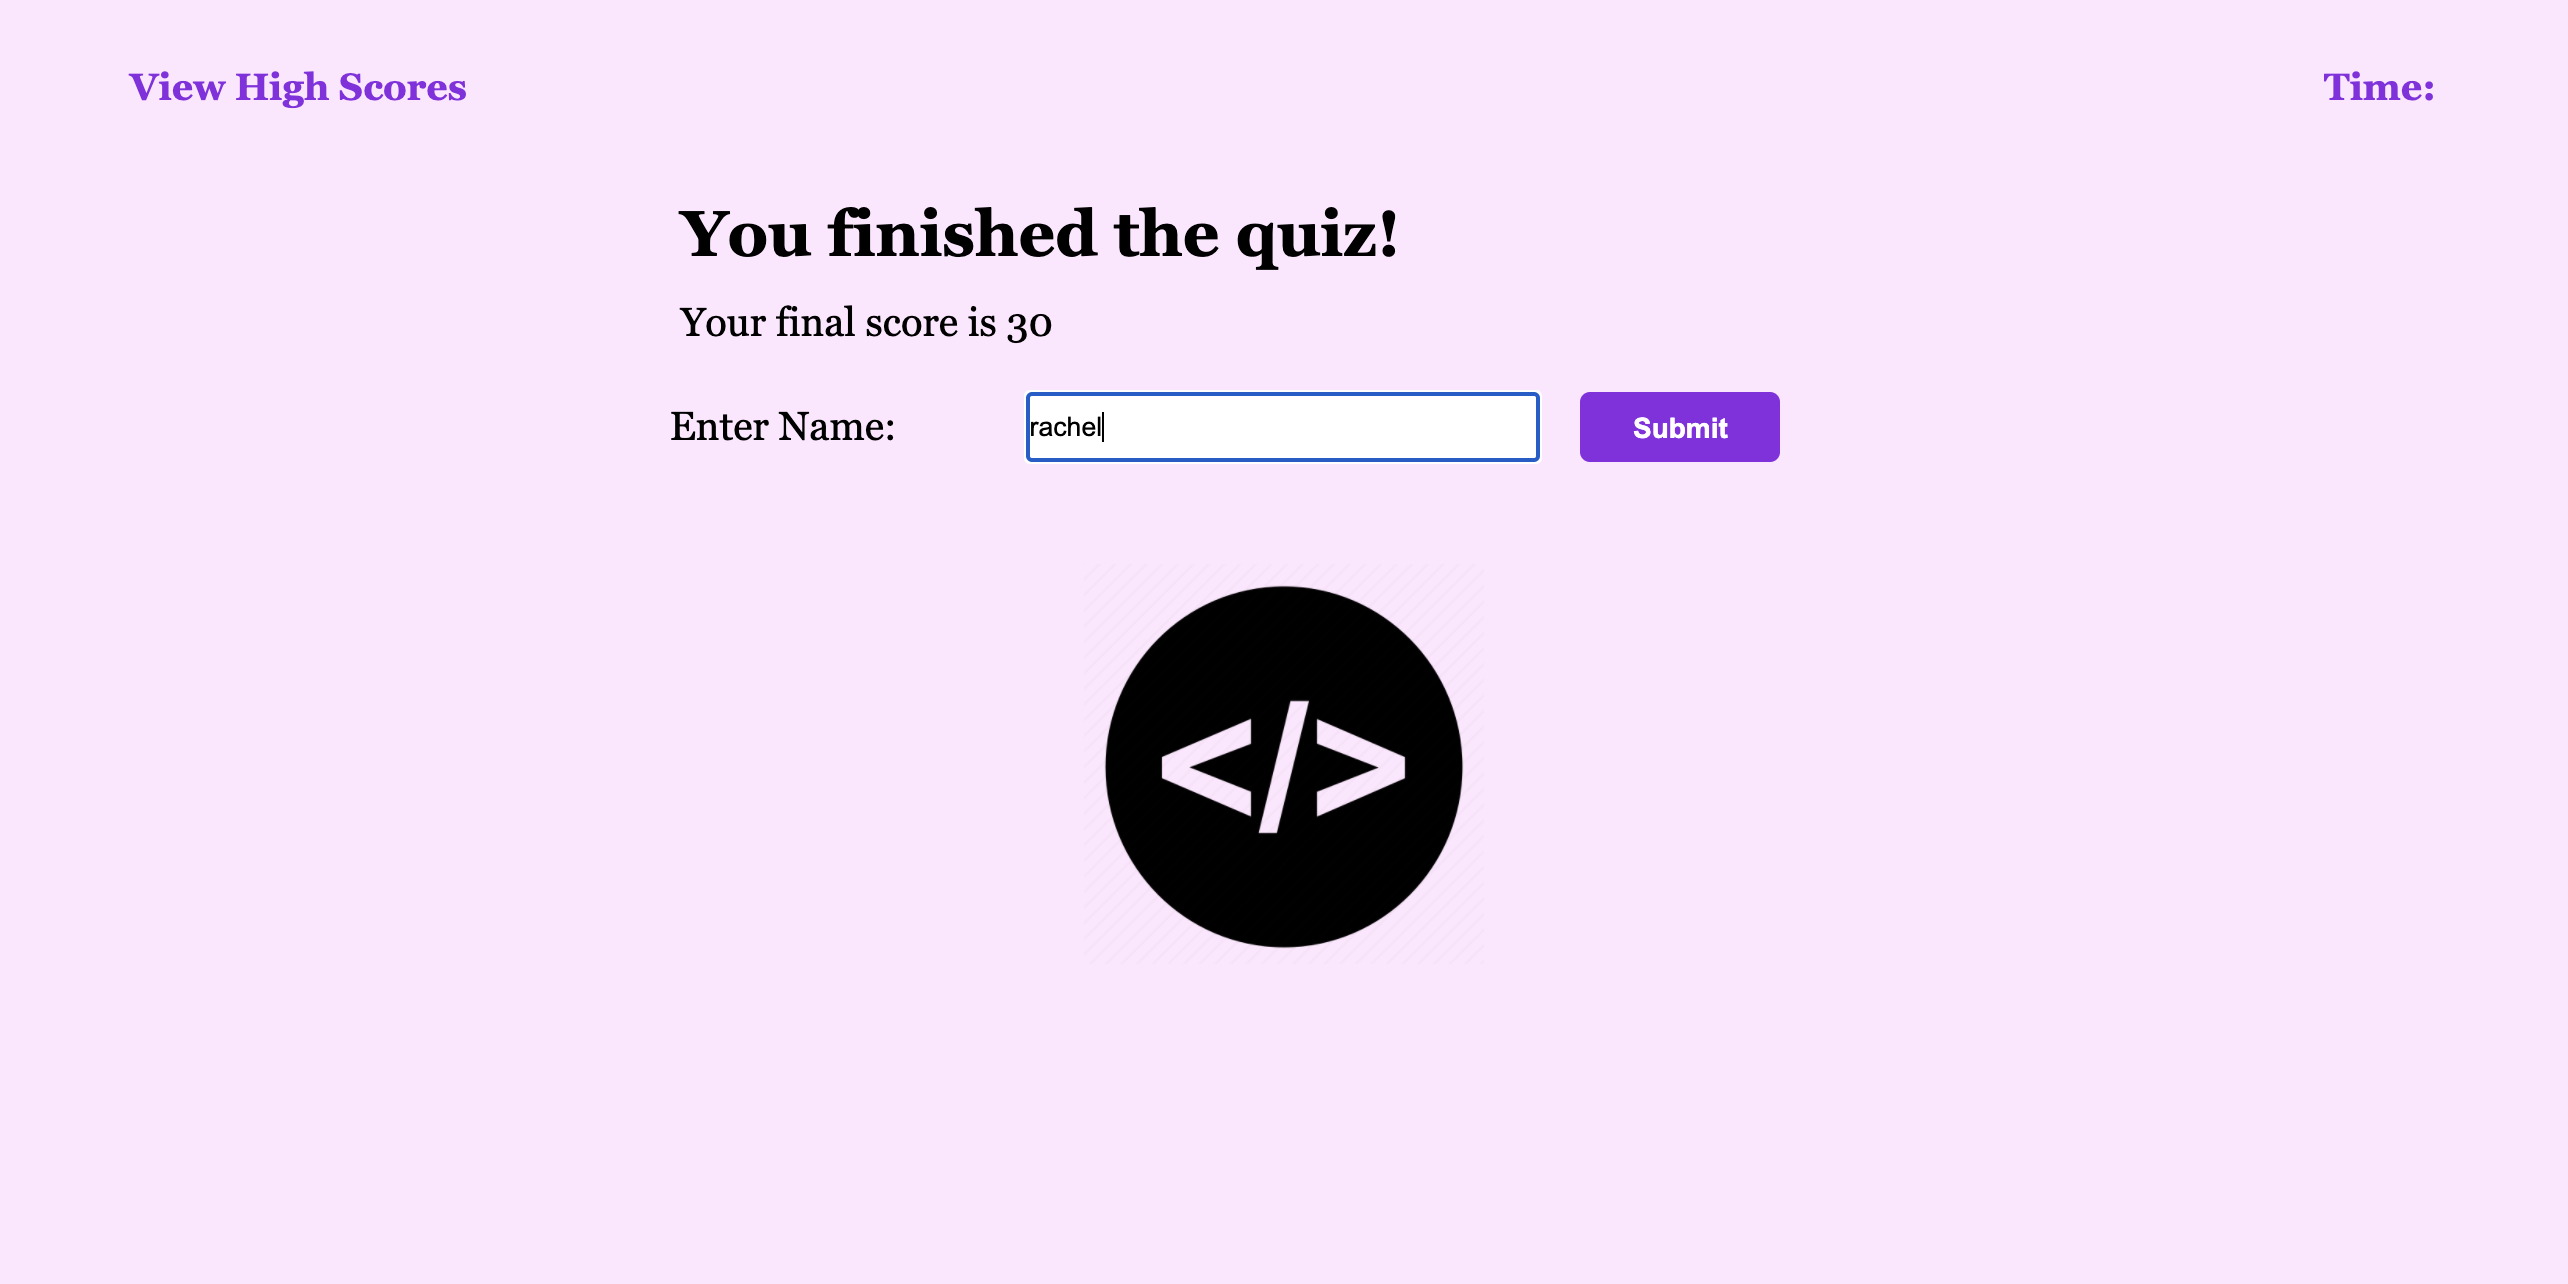 View High Scores
Time:
You finished the quiz!
Your final score is 30
Enter Name:
rachel
Submit
</>